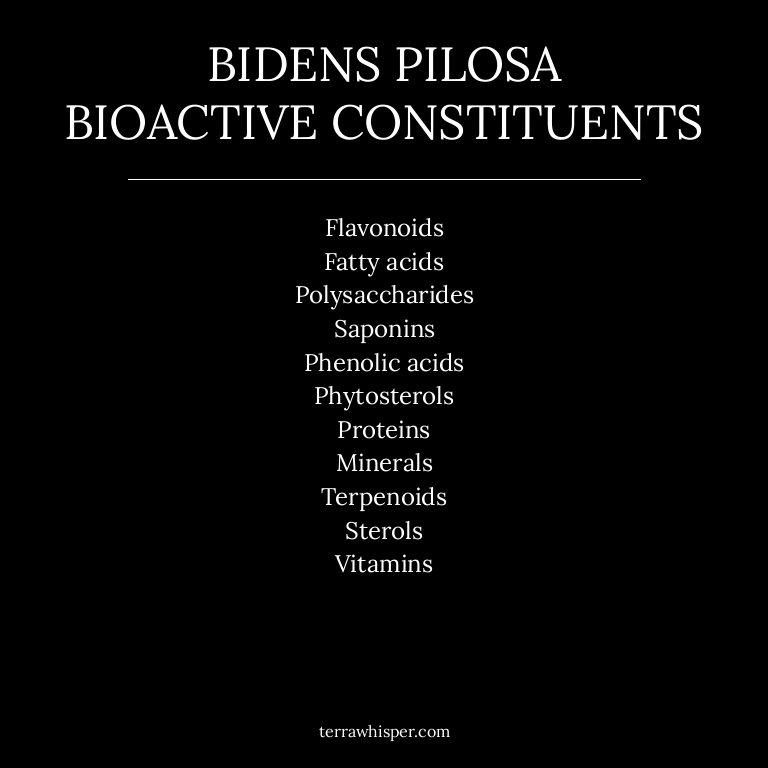 BIDENS PILOSA
BIOACTIVE CONSTITUENTS
Flavonoids
Fatty acids
Polysaccharides
Saponins
Phenolic acids
Phytosterols
Proteins
Minerals
Terpenoids
Sterols
Vitamins
terrawhisper.com